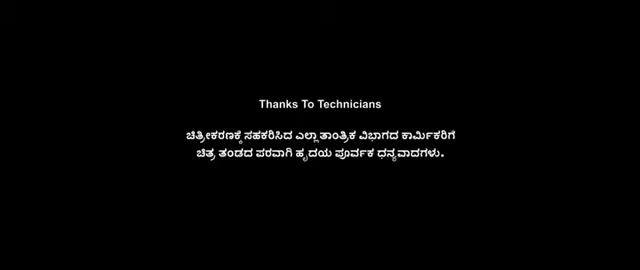 Thanks To Technicians
ಚಿತ್ರೀಕರಣಕ್ಕೆ ಸಹಕರಿಸಿದ ಎಲ್ಲಾ ತಾಂತ್ರಿಕ ವಿಭಾಗದ ಕಾರ್ಮಿಕರಿಗೆ
ಚಿತ್ರ ತಂಡದ ಪರವಾಗಿ ಹೃದಯ ಪೂರ್ವಕ ಧನ್ಯವಾದಗಳು.